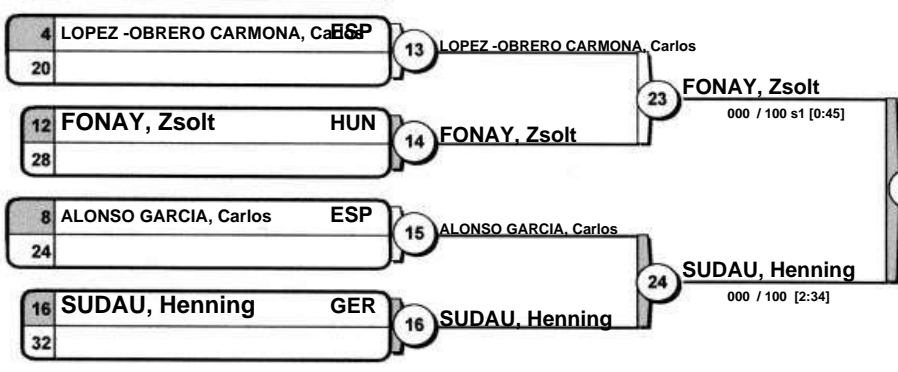 4 LOPEZ -OBRERO CARMONA, Carlos ESP
20
13 LOPEZ -OBRERO CARMONA, Carlos
12 FONAY, Zsolt HUN
28
14 FONAY, Zsolt
23 FONAY, Zsolt
000 / 100 s1 [0:45]
8 ALONSO GARCIA, Carlos ESP
24
15 ALONSO GARCIA, Carlos
16 SUDAU, Henning GER
32
16 SUDAU, Henning
24 SUDAU, Henning
000 / 100 [2:34]